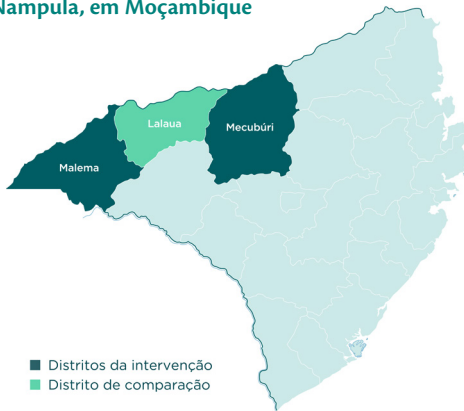 Nampula, em Moçambique
Lalaua
Mecubúri
Malema
Distritos da intervenção
Distrito de comparação